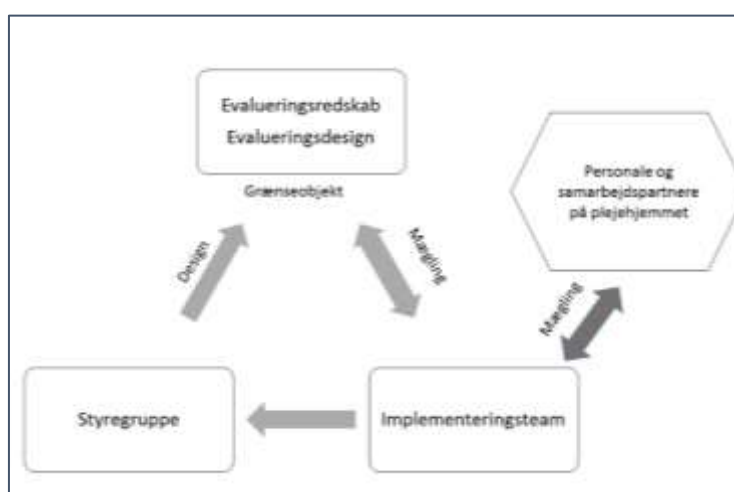 Evalueringsredskab
Evalueringsdesign
Grænseobjekt
Personale og
samarbejdspartnere
på plejehjemmet
Design
Mægling
Mægling
Styregruppe
Implementeringsteam